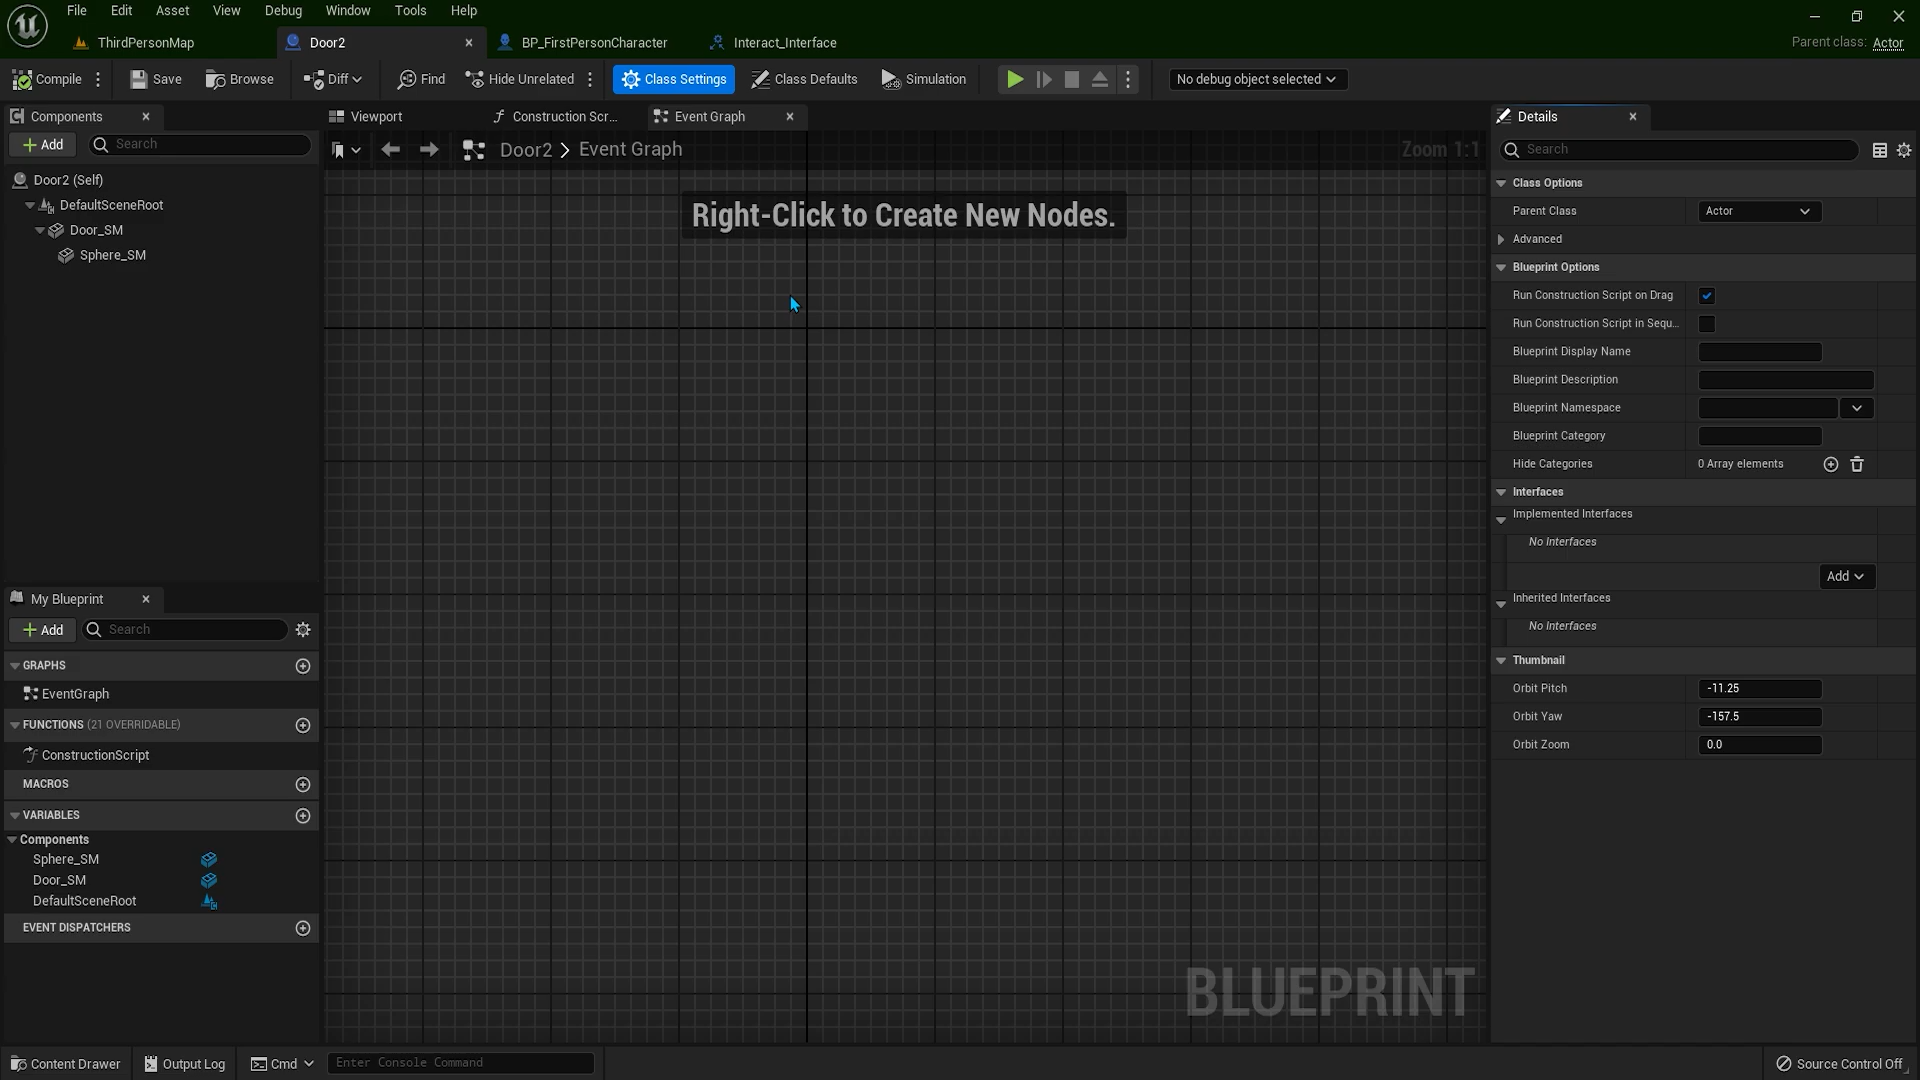 File Edit Asset View Debug Window Tools Help
ThirdPersonMap Door2 BP_FirstPersonCharacter Interact_Interface Parent class: Actor
Compile Save Browse Diff Find Hide Unrelated Class Settings Class Defaults Simulation No debug object selected
Components
Add Search
Door2 (Self)
DefaultSceneRoot
Door_SM
Sphere_SM
Viewport Construction Scr... Event Graph
Door2 > Event Graph Zoom 1:1
Right-Click to Create New Nodes.
BLUEPRINT
My Blueprint
Add Search
GRAPHS
EventGraph
FUNCTIONS (21 OVERRIDABLE)
ConstructionScript
MACROS
VARIABLES
Components
Sphere_SM
Door_SM
DefaultSceneRoot
EVENT DISPATCHERS
Details
Search
Class Options
Parent Class Actor
Advanced
Blueprint Options
Run Construction Script on Drag
Run Construction Script in Sequ...
Blueprint Display Name
Blueprint Description
Blueprint Namespace
Blueprint Category
Hide Categories 0 Array elements
Interfaces
Implemented Interfaces
No Interfaces
Add
Inherited Interfaces
No Interfaces
Thumbnail
Orbit Pitch -11.25
Orbit Yaw -157.5
Orbit Zoom 0.0
Content Drawer Output Log Cmd Enter Console Command Source Control Off